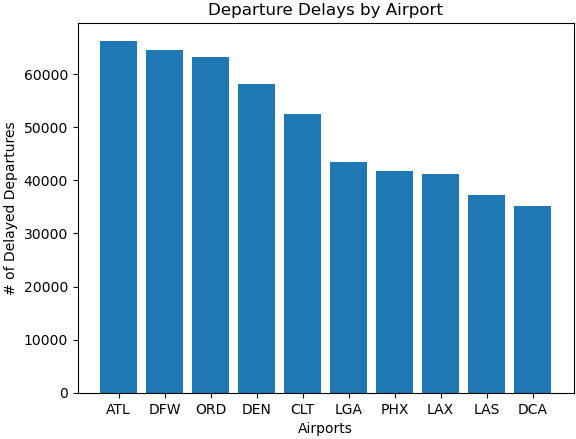 Departure Delays by Airport
# of Delayed Departures
60000
50000
40000
30000
20000
10000
0
ATL DFW ORD DEN CLT LGA PHX LAX LAS DCA
Airports